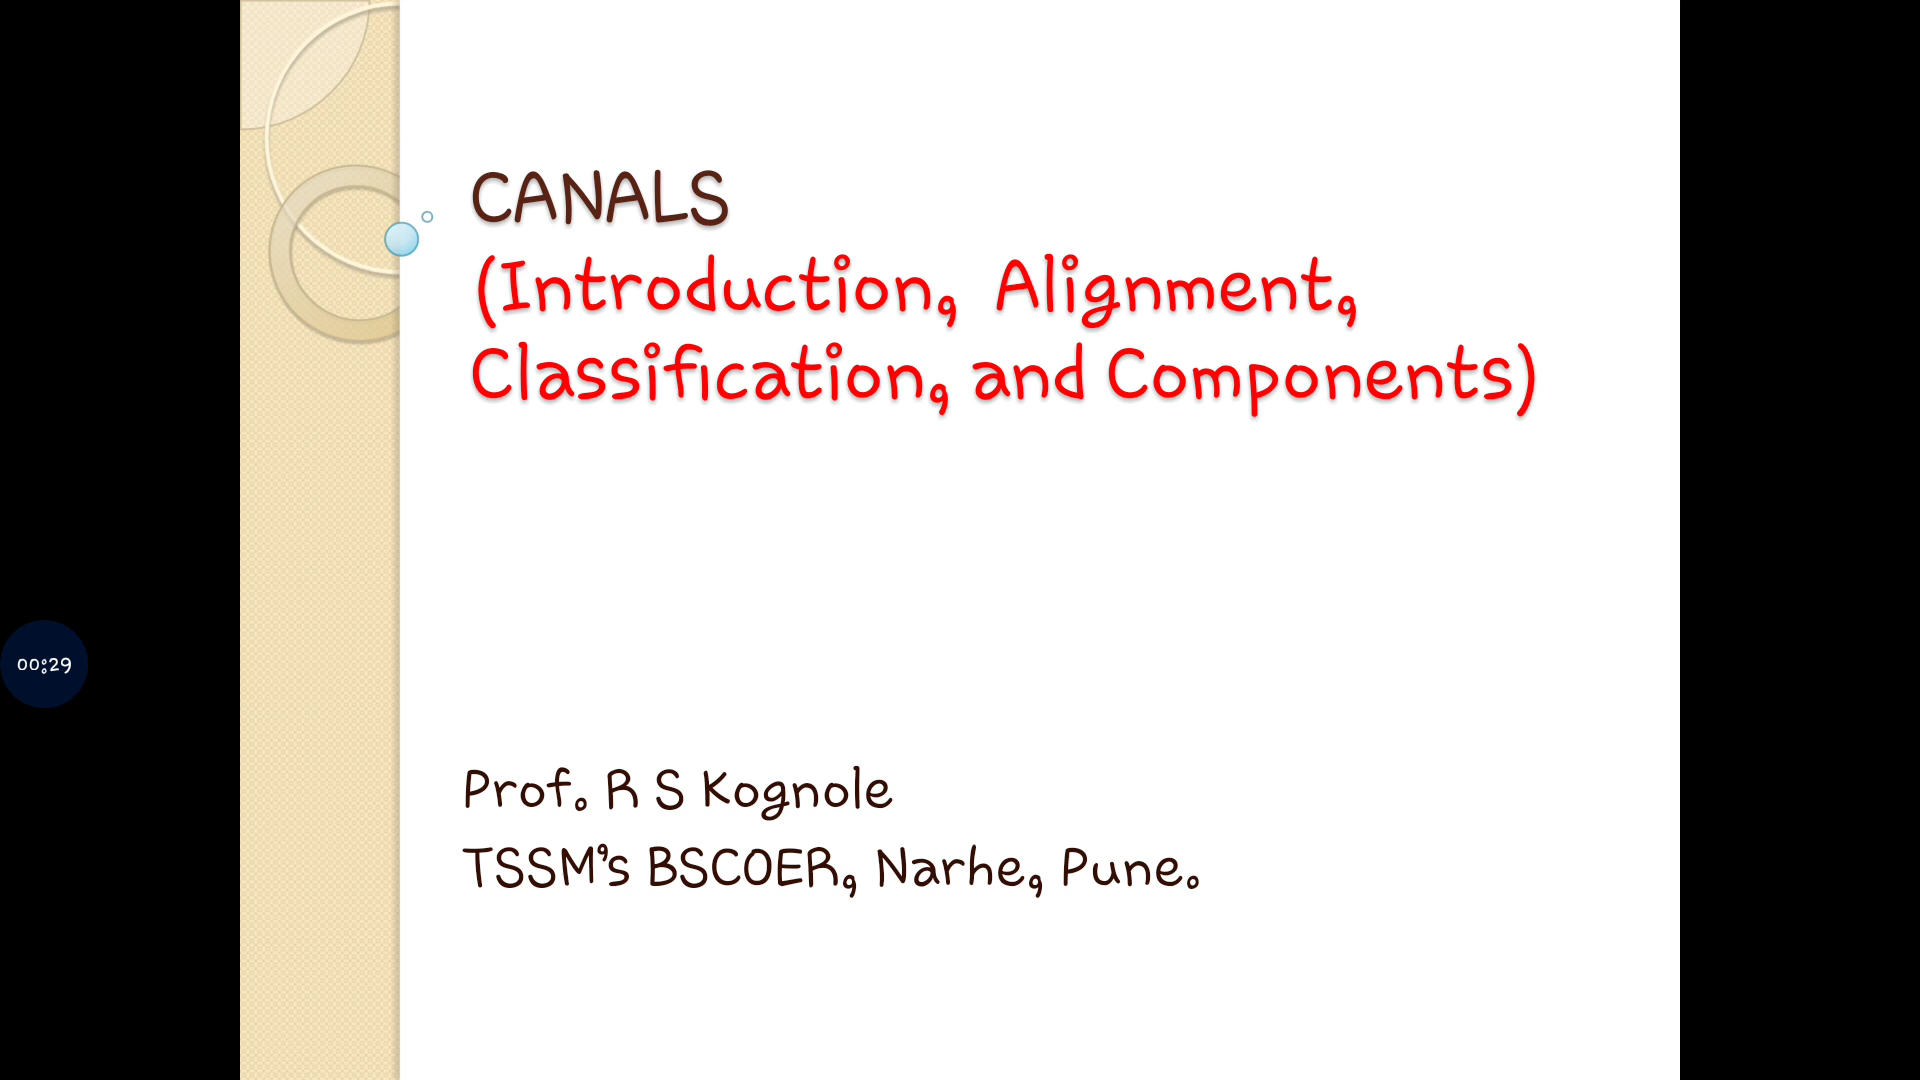 CANALS
(Introduction, Alignment,
Classification, and Components)
00:29
Prof. R S Kognole
TSSM's BSCOER, Narhe, Pune.